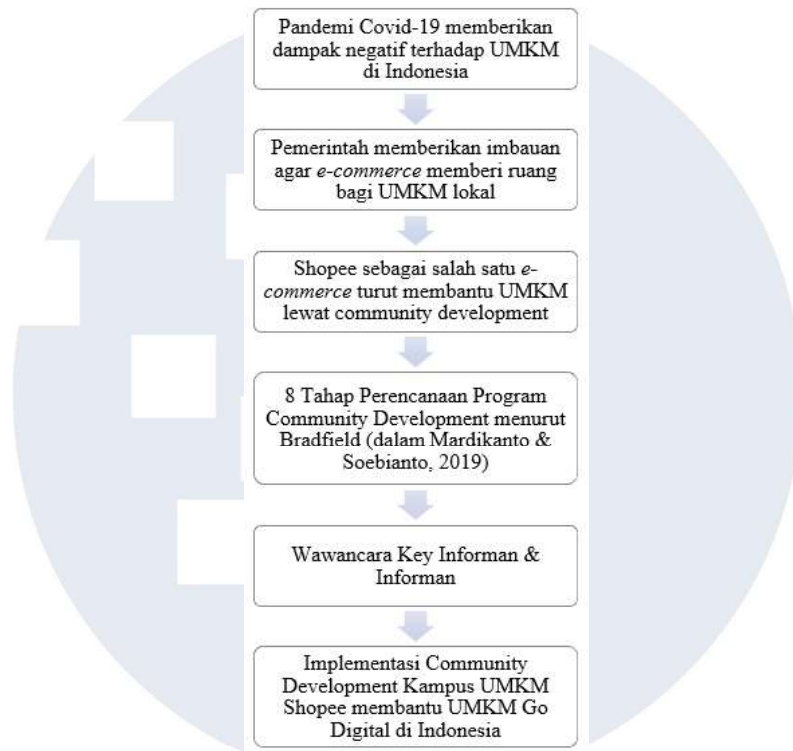 Pandemi Covid-19 memberikan
dampak negatif terhadap UMKM
di Indonesia
Pemerintah memberikan imbauan
agar e-commerce memberi ruang
bagi UMKM lokal
Shopee sebagai salah satu e-
commerce turut membantu UMKM
lewat community development
8 Tahap Perencanaan Program
Community Development menurut
Bradfield (dalam Mardikanto &
Soebianto, 2019)
Wawancara Key Informan &
Informan
Implementasi Community
Development Kampus UMKM
Shopee membantu UMKM Go
Digital di Indonesia